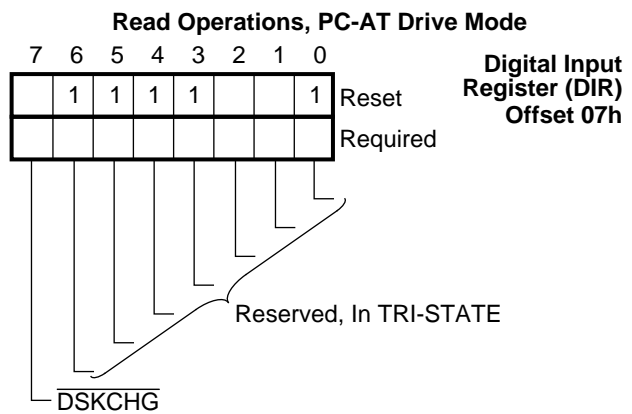 Read Operations, PC-AT Drive Mode
7 6 5 4 3 2 1 0
Digital Input
Register (DIR)
Offset 07h
1 1 1 1 1 Reset
Required
Reserved, In TRI-STATE
DSKCHG